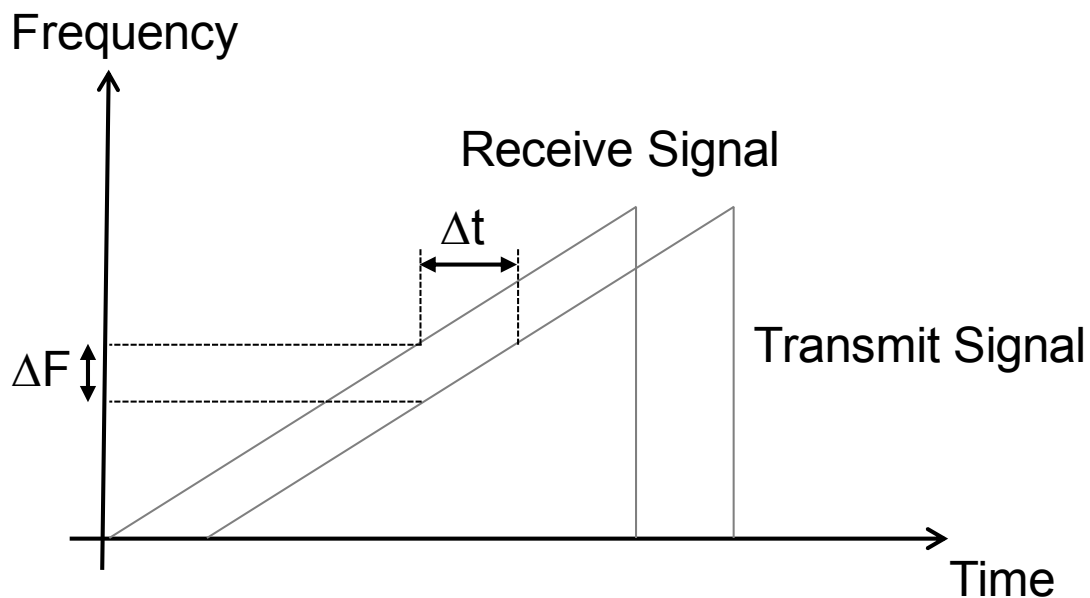 Frequency
Receive Signal
Δt
Transmit Signal
ΔF
Time